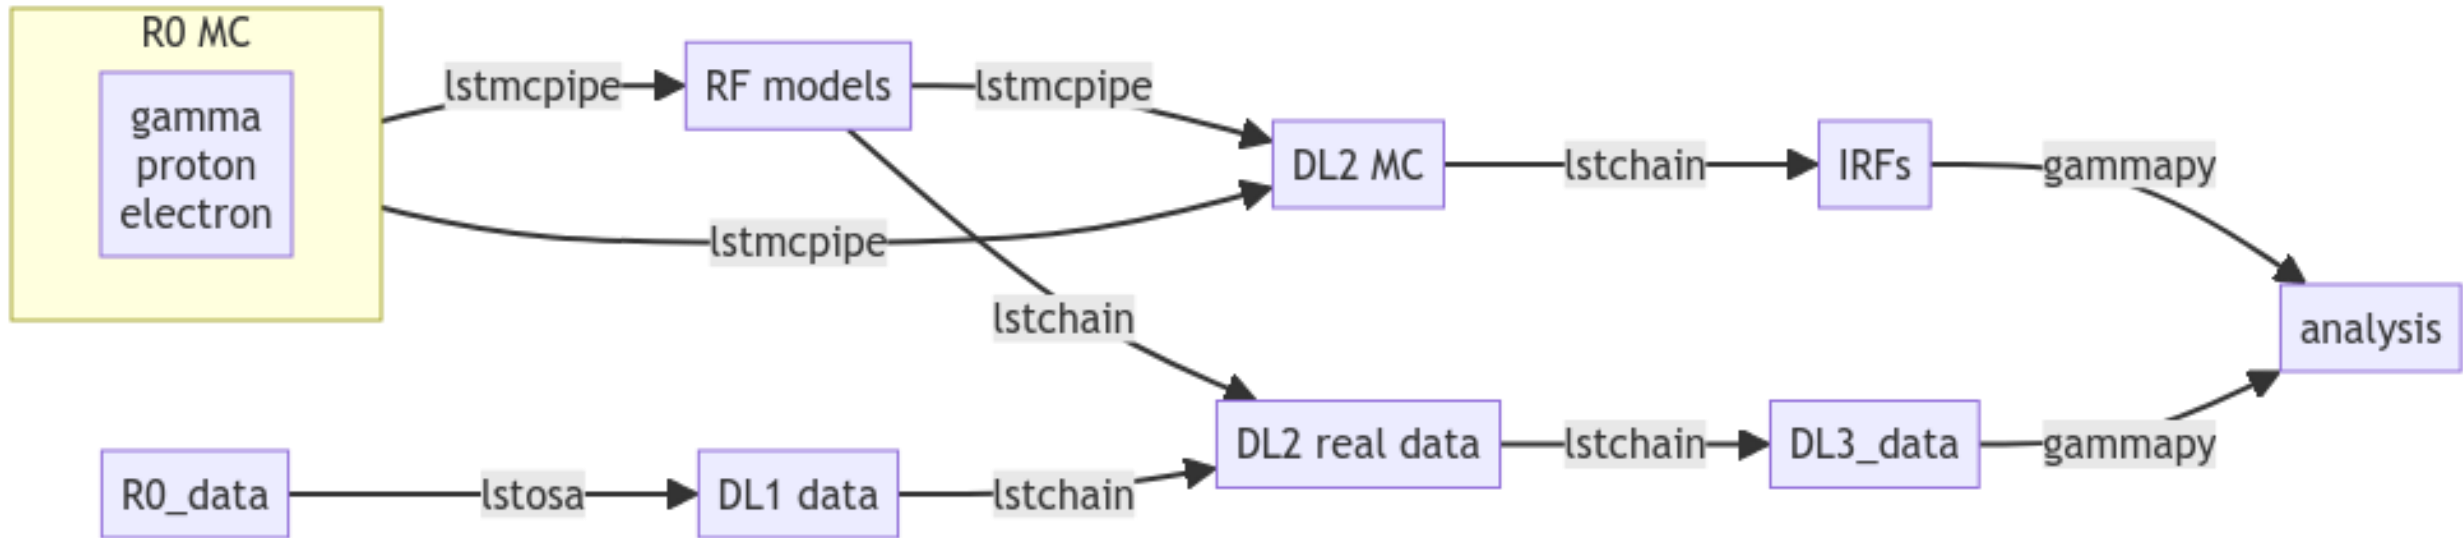 R0 MC
gamma
proton
electron
lstmcpipe
RF models
lstmcpipe
lstmcpipe
DL2 MC
lstchain
IRFs
gammapy
lstchain
analysis
R0_data
lstosa
DL1 data
lstchain
DL2 real data
lstchain
DL3_data
gammapy